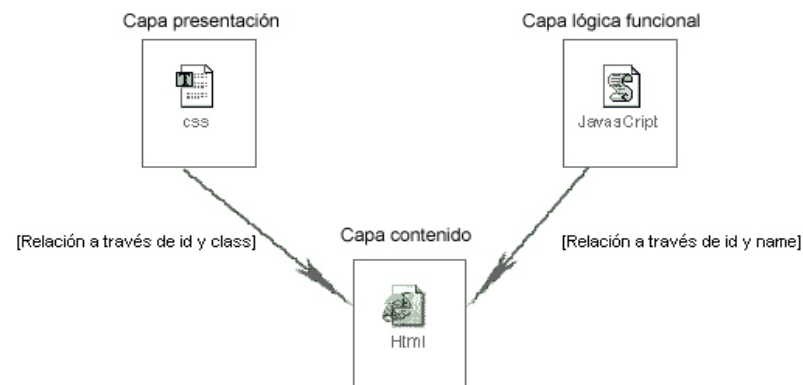 Capa presentación
Capa lógica funcional
css
JavasCript
[Relación a través de id y class]
Capa contenido
[Relación a través de id y name]
Html